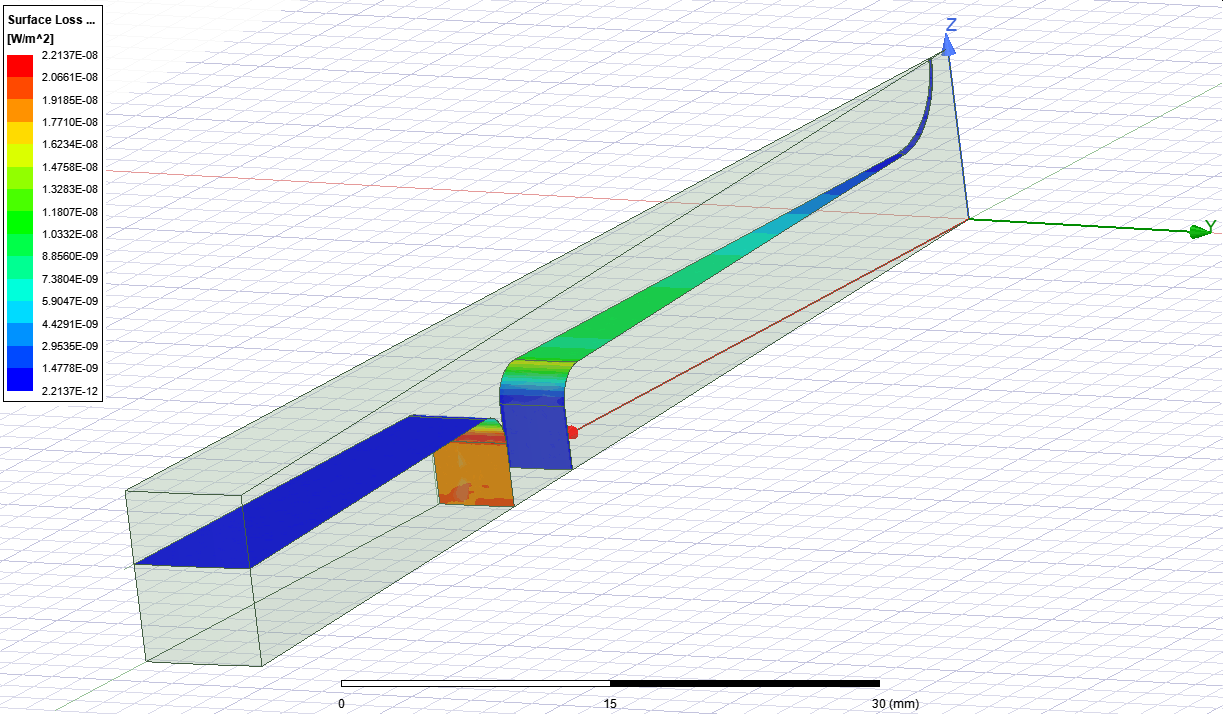 Surface Loss ...
[W/m^2]
2.2137E-08
2.0661E-08
1.9185E-08
1.7710E-08
1.6234E-08
1.4758E-08
1.3283E-08
1.1807E-08
1.0332E-08
8.8560E-09
7.3804E-09
5.9047E-09
4.4291E-09
2.9535E-09
1.4778E-09
2.2137E-12
Z
Y
0 15 30 (mm)